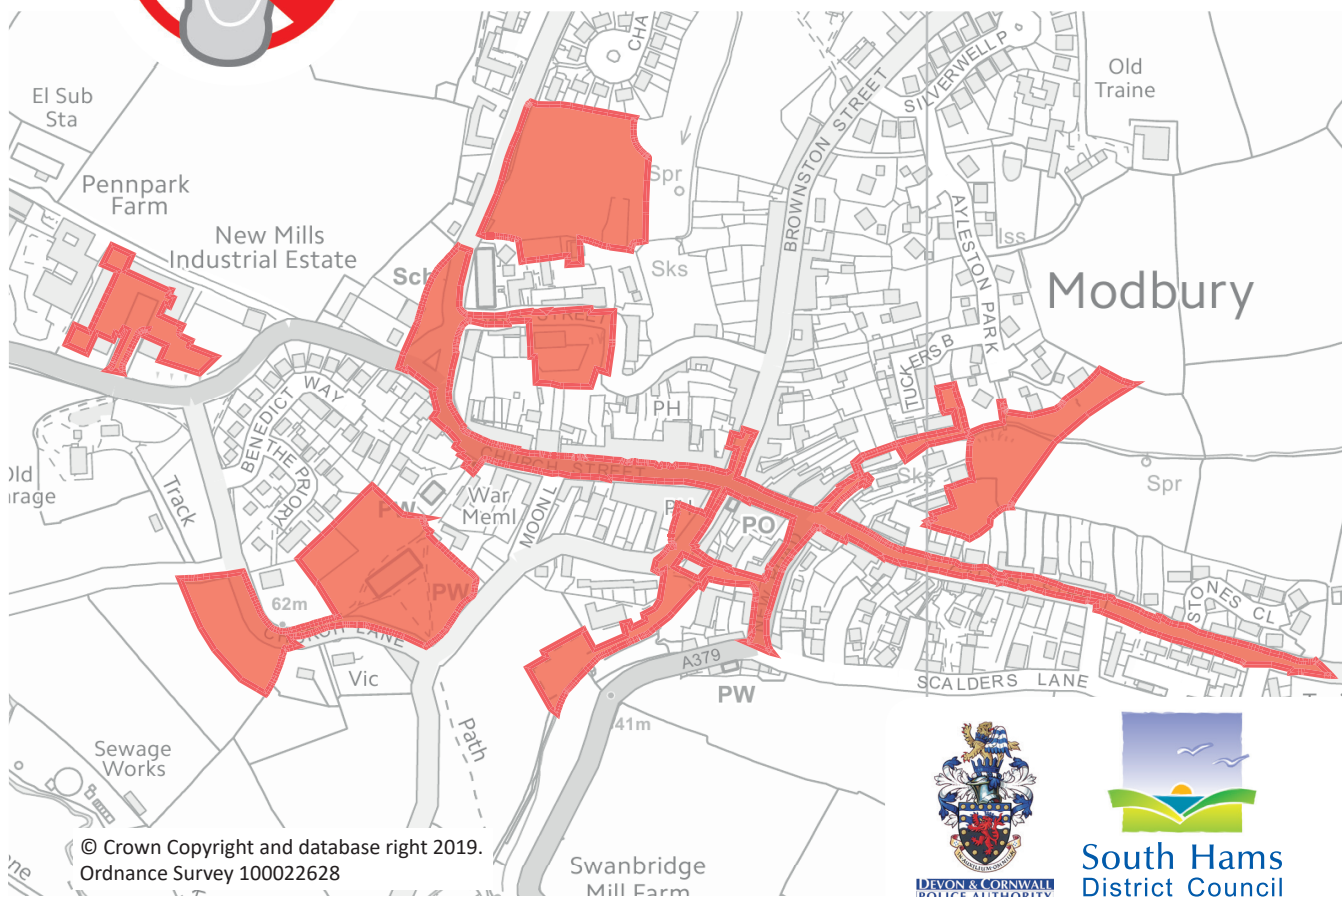 CHA
El Sub
Sta
SILVERWELL P
Old
Traine
BROWNSTON STREET
Pennpark
Farm
Spr
AYLESTON PARK
Iss
New Mills
Industrial Estate
Sch
Sks
Modbury
STREET
TUCKERS B
BENEDICT WAY
PH
THE PRIORY
CHURCH STREET
Old
Track
War
Meml
PW
MOON L
Sks
Spr
PO
PW
62m
CHURCH LANE
STONES CL
Vic
A379
SCALDERS LANE
PW
41m
Path
Sewage
Works
© Crown Copyright and database right 2019.
Ordnance Survey 100022628
Swanbridge
Mill Farm
DEVON & CORNWALL
POLICE AUTHORITY
South Hams
District Council